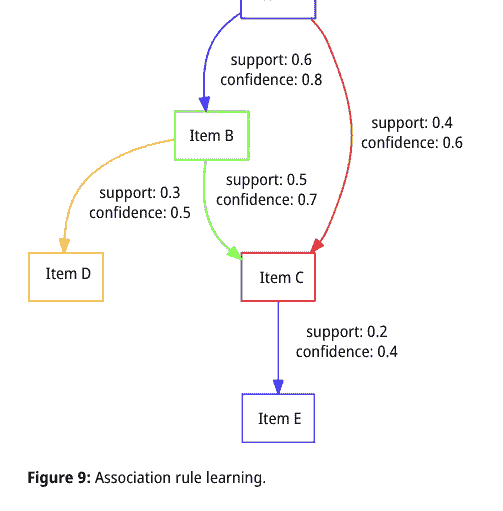 support: 0.6
confidence: 0.8
support: 0.4
confidence: 0.6
Item B
support: 0.3
confidence: 0.5
support: 0.5
confidence: 0.7
Item D
Item C
support: 0.2
confidence: 0.4
Item E
Figure 9: Association rule learning.